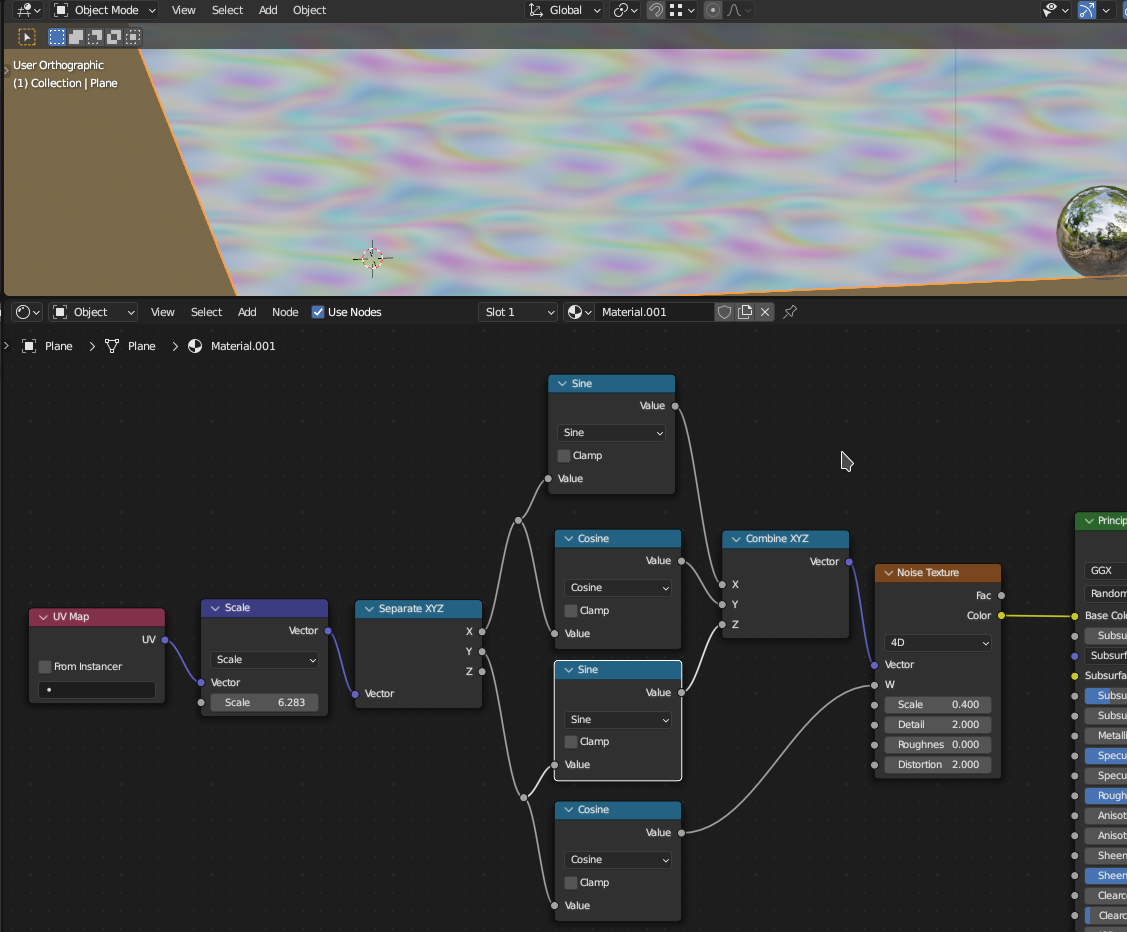 Object Mode
View
Select
Add
Object
Global
User Orthographic
(1) Collection | Plane
Object
View
Select
Add
Node
Use Nodes
Slot 1
Material.001
Plane
Plane
Material.001
Sine
Value
Sine
Clamp
Value
Cosine
Value
Cosine
Clamp
Value
Combine XYZ
Vector
X
Y
Z
UV Map
UV
From Instancer
Scale
Vector
Scale
Vector
Scale 6.283
Separate XYZ
X
Y
Z
Vector
Sine
Value
Sine
Clamp
Value
Cosine
Value
Cosine
Clamp
Value
Noise Texture
Fac
Color
4D
Vector
W
Scale 0.400
Detail 2.000
Roughnes 0.000
Distortion 2.000
Princip
GGX
Random
Base Colo
Subsu
Subsurf
Subsurfa
Subsu
Subsu
Metalli
Specu
Specu
Rough
Anisot
Anisot
Sheen
Sheen
Clearc
Clearc